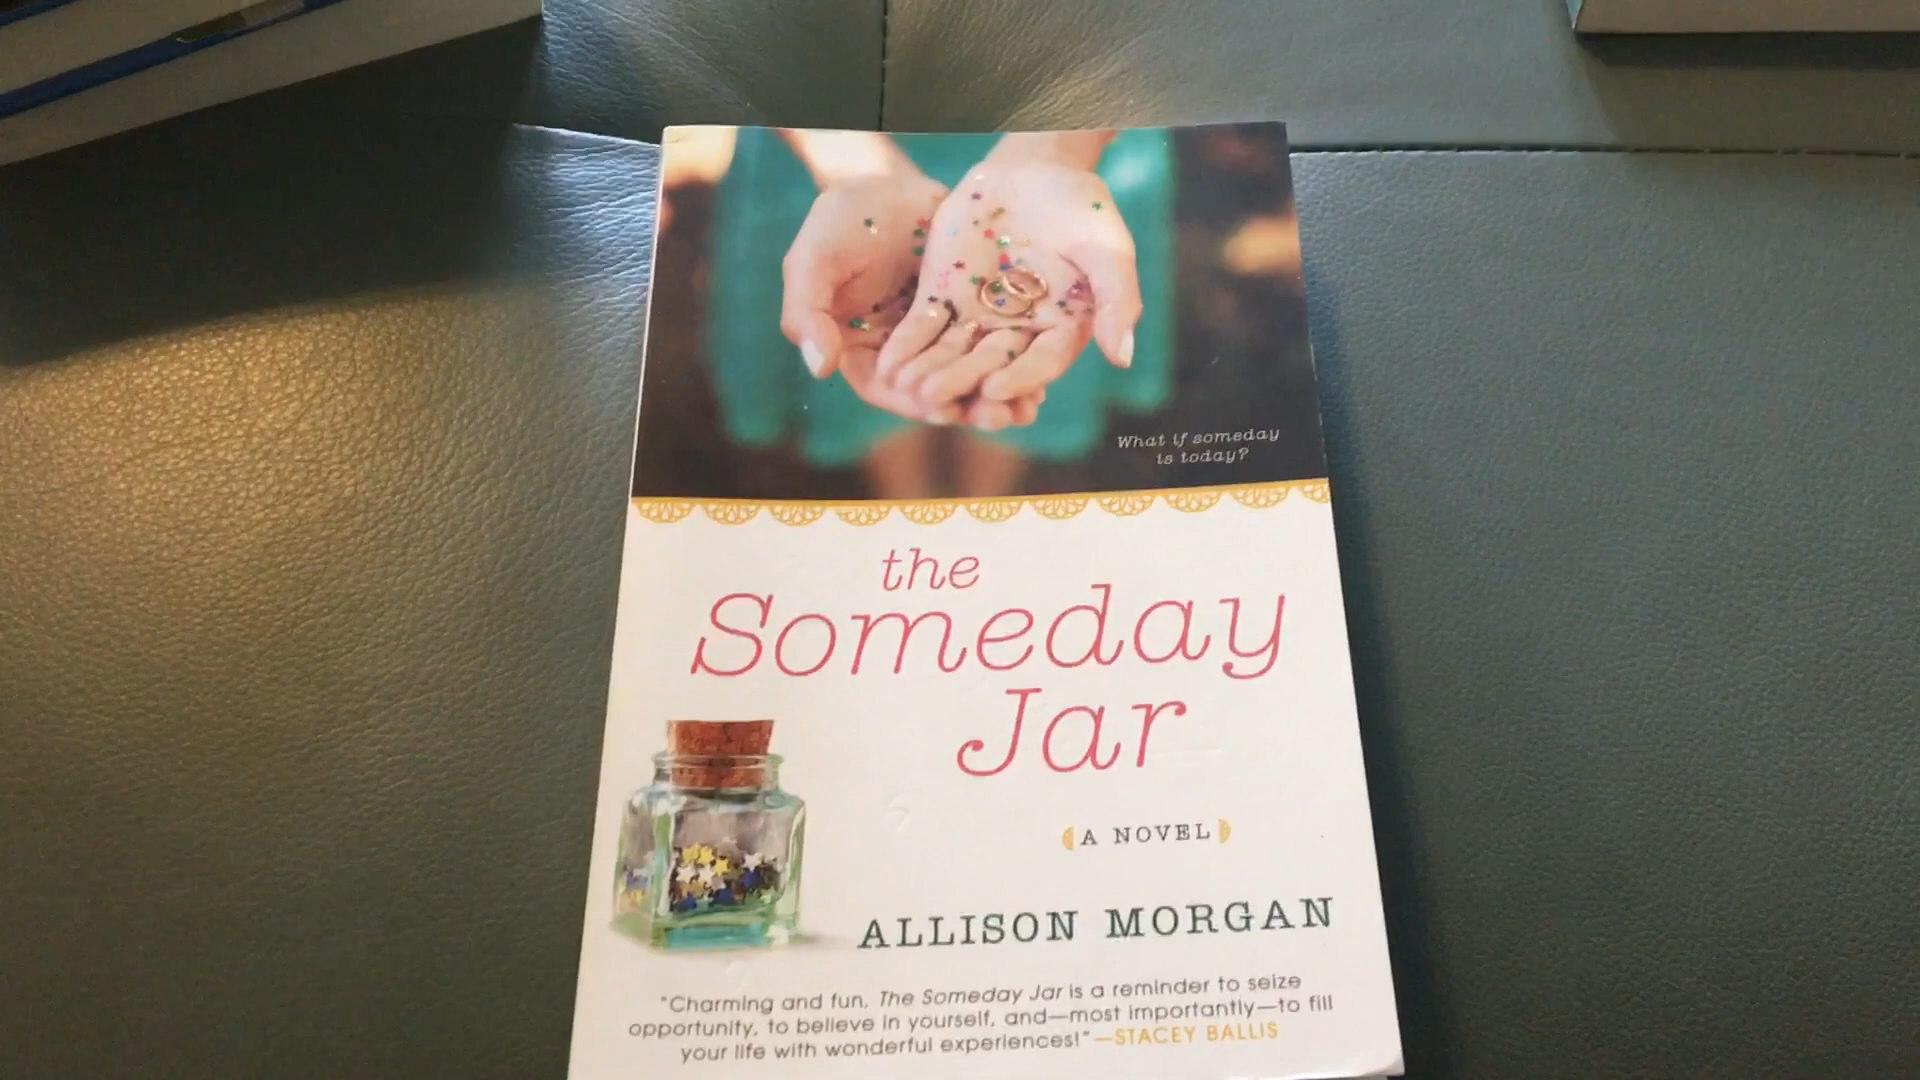 What if someday
is today?
the
Someday
Jar
A NOVEL
ALLISON MORGAN
"Charming and fun, The Someday Jar is a reminder to seize
opportunity, to believe in yourself, and—most importantly—to fill
your life with wonderful experiences!" —STACEY BALLIS